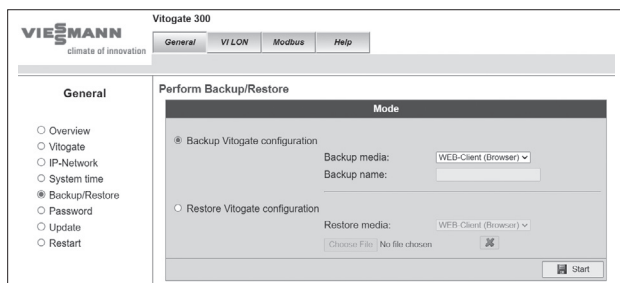 Vitogate 300
VIESMANN
climate of innovation
General
VI LON
Modbus
Help
General
Overview
Vitogate
IP-Network
System time
Backup/Restore
Password
Update
Restart
Perform Backup/Restore
Mode
Backup Vitogate configuration
Backup media: WEB-Client (Browser)
Backup name:
Restore Vitogate configuration
Restore media: WEB-Client (Browser)
Choose File No file chosen
Start